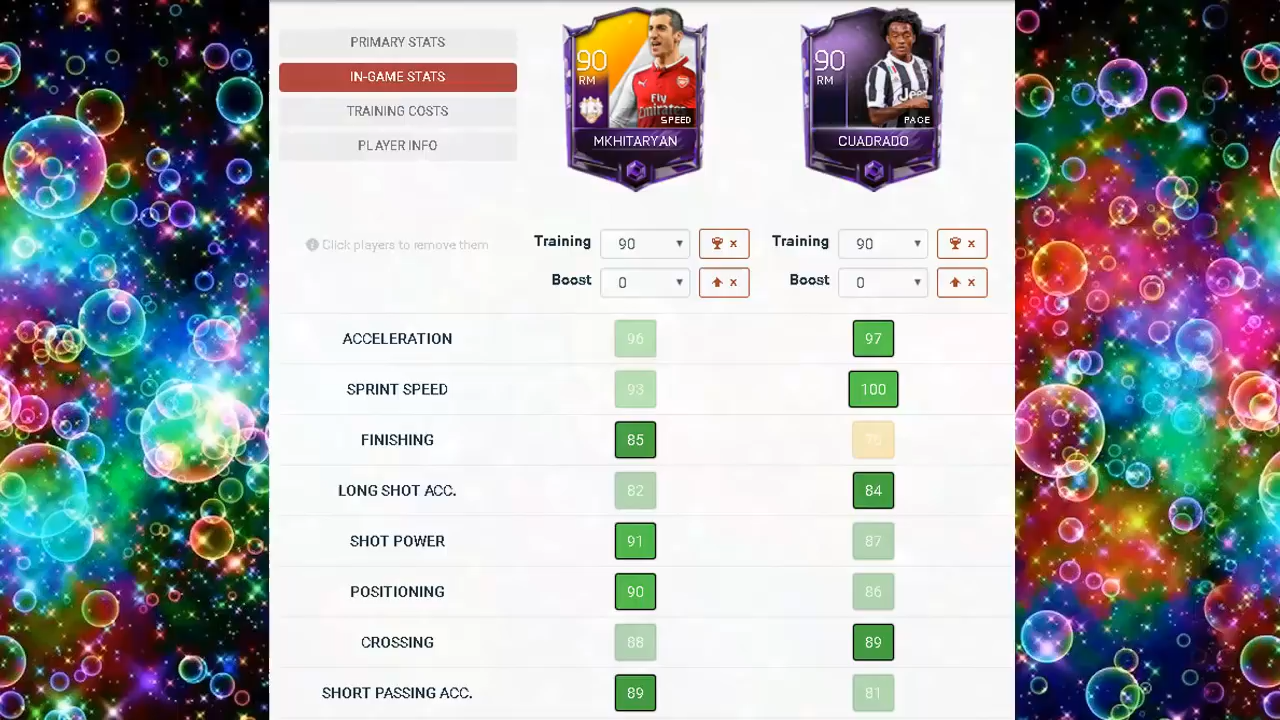 PRIMARY STATS
IN-GAME STATS
TRAINING COSTS
PLAYER INFO
90
RM
Fly
Emirates
SPEED
MKHITARYAN
90
RM
Jeep
PACE
CUADRADO
Click players to remove them
Training 90 x Training 90 x
Boost 0 x Boost 0 x
ACCELERATION 96 97
SPRINT SPEED 93 100
FINISHING 85 75
LONG SHOT ACC. 82 84
SHOT POWER 91 87
POSITIONING 90 86
CROSSING 88 89
SHORT PASSING ACC. 89 81